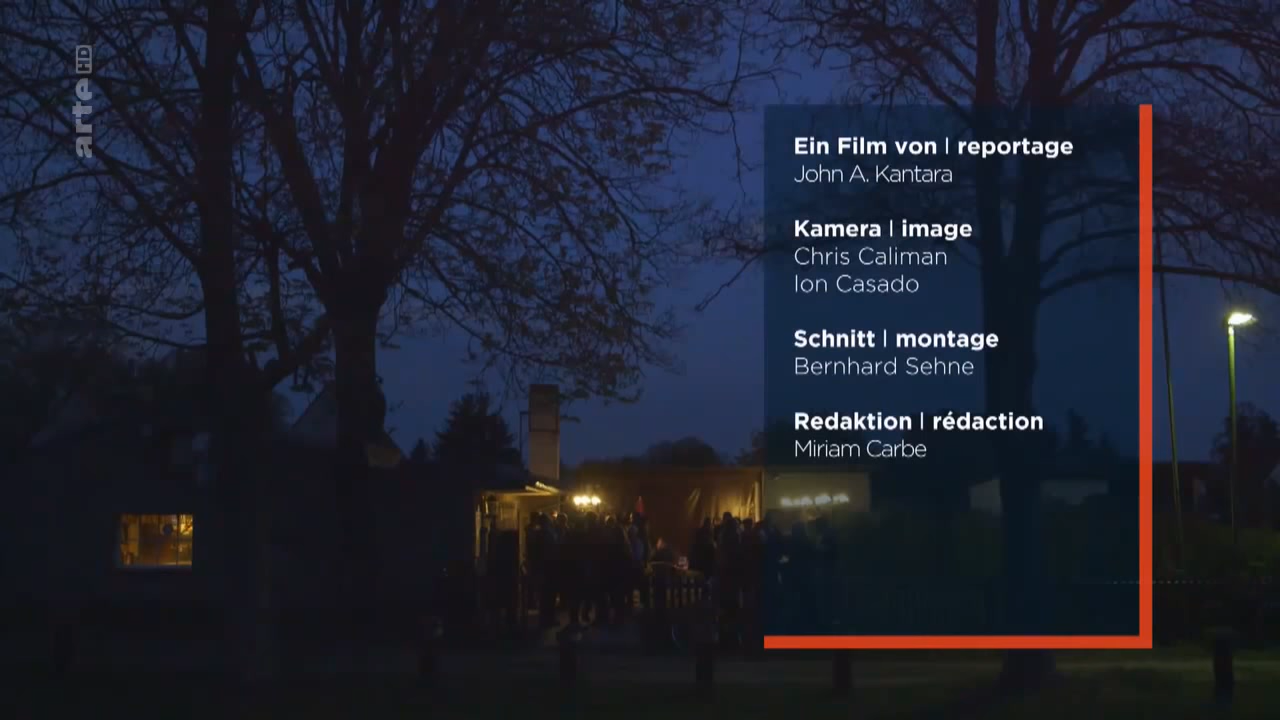 arte HD
Ein Film von | reportage
John A. Kantara
Kamera | image
Chris Caliman
Ion Casado
Schnitt | montage
Bernhard Sehne
Redaktion | rédaction
Miriam Carbe